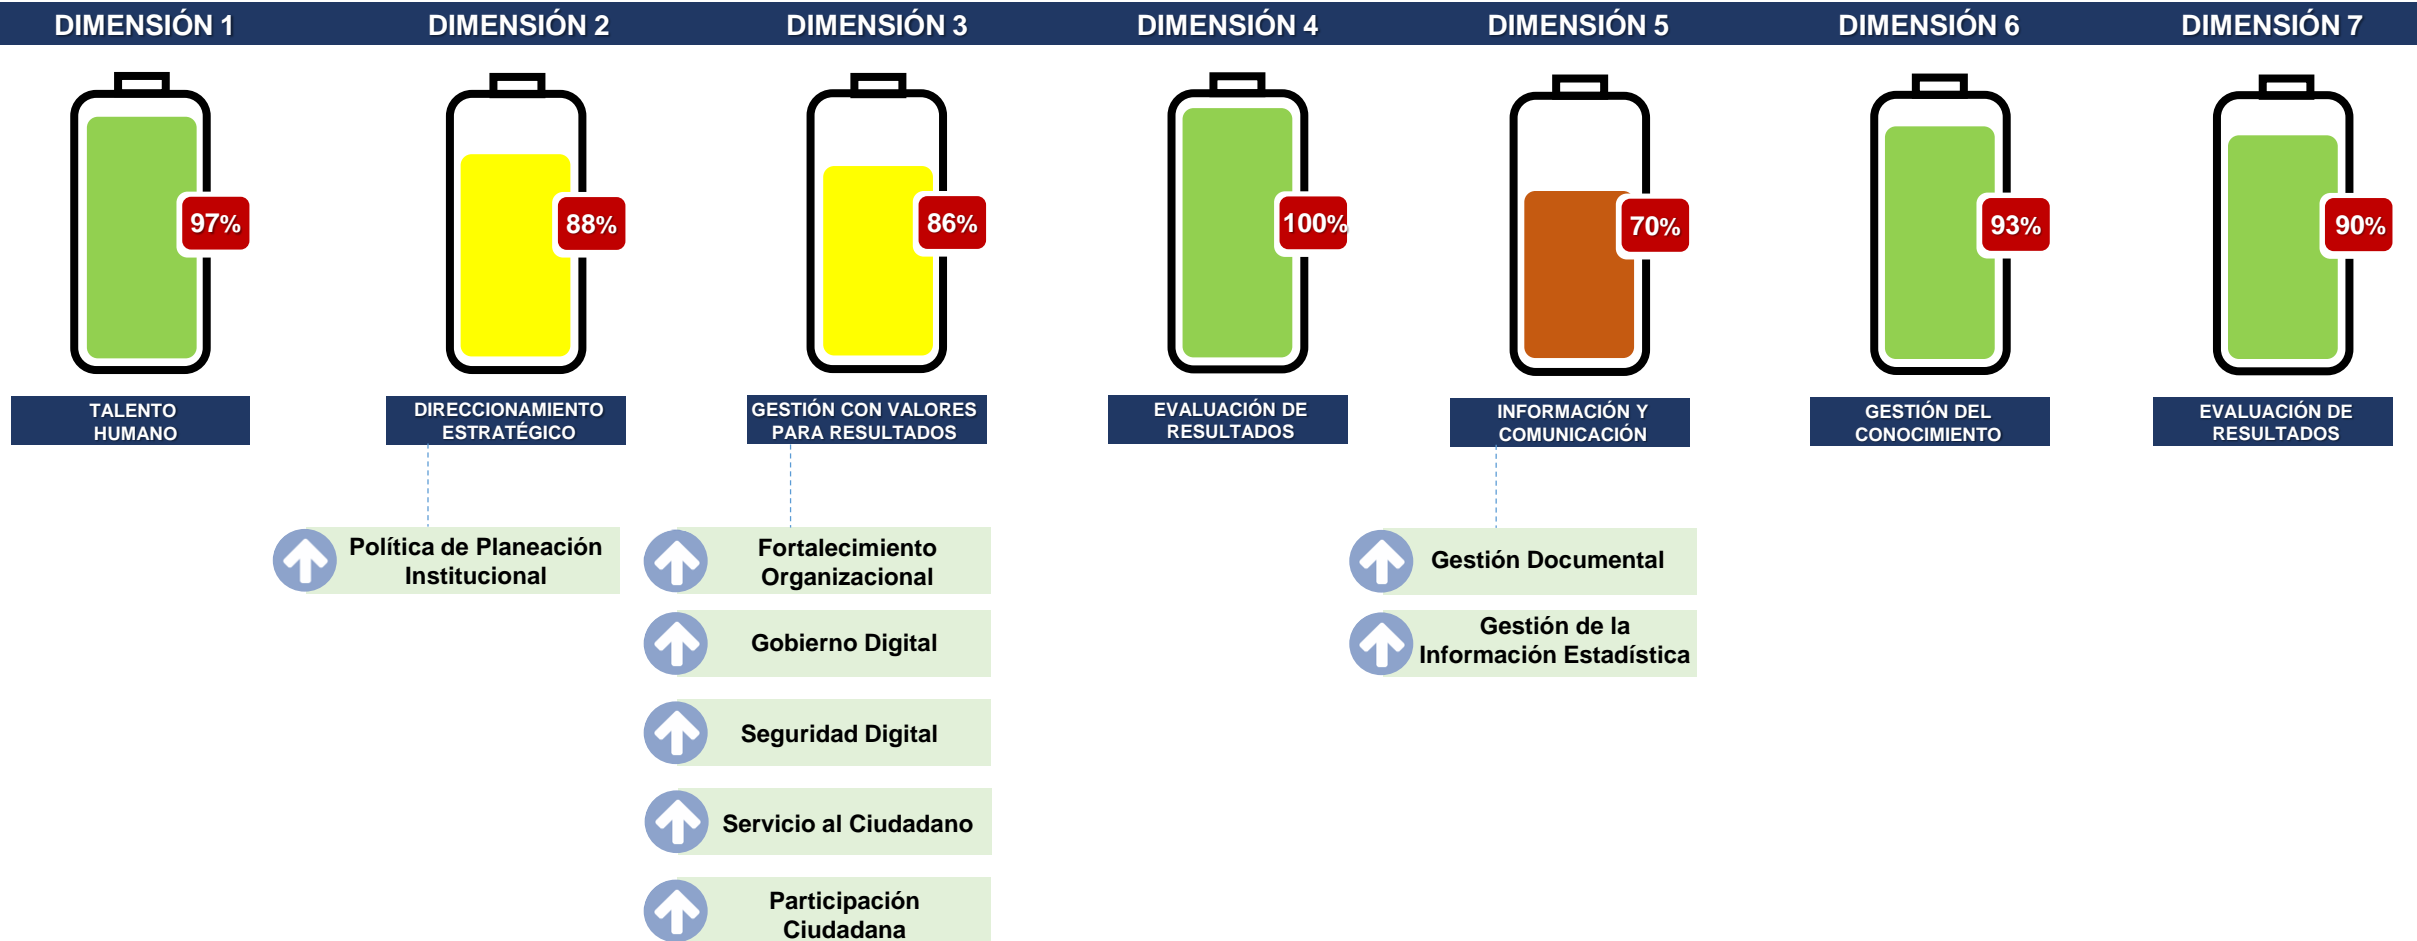 DIMENSIÓN 1
DIMENSIÓN 2
DIMENSIÓN 3
DIMENSIÓN 4
DIMENSIÓN 5
DIMENSIÓN 6
DIMENSIÓN 7
97%
88%
86%
100%
70%
93%
90%
TALENTO
HUMANO
DIRECCIONAMIENTO
ESTRATÉGICO
GESTIÓN CON VALORES
PARA RESULTADOS
EVALUACIÓN DE
RESULTADOS
INFORMACIÓN Y
COMUNICACIÓN
GESTIÓN DEL
CONOCIMIENTO
EVALUACIÓN DE
RESULTADOS
Política de Planeación
Institucional
Fortalecimiento
Organizacional
Gobierno Digital
Seguridad Digital
Servicio al Ciudadano
Participación
Ciudadana
Gestión Documental
Gestión de la
Información Estadística